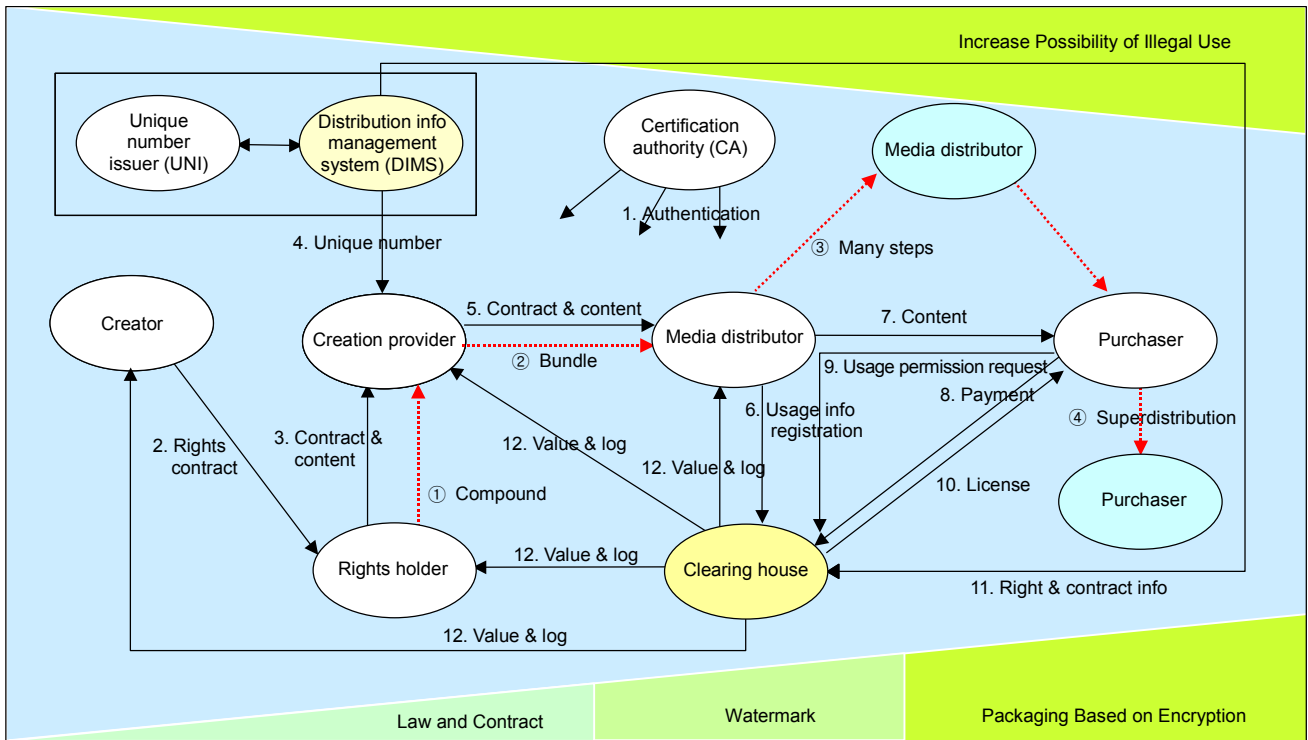 Increase Possibility of Illegal Use
Unique
number
issuer (UNI)
Distribution info
management
system (DIMS)
Certification
authority (CA)
Media distributor
1. Authentication
4. Unique number
③ Many steps
Creator
Creation provider
5. Contract & content
② Bundle
Media distributor
7. Content
Purchaser
9. Usage permission request
8. Payment
6. Usage info
registration
④ Superdistribution
2. Rights
contract
3. Contract &
content
12. Value & log
12. Value & log
10. License
Purchaser
① Compound
Rights holder
12. Value & log
Clearing house
11. Right & contract info
12. Value & log
Law and Contract
Watermark
Packaging Based on Encryption